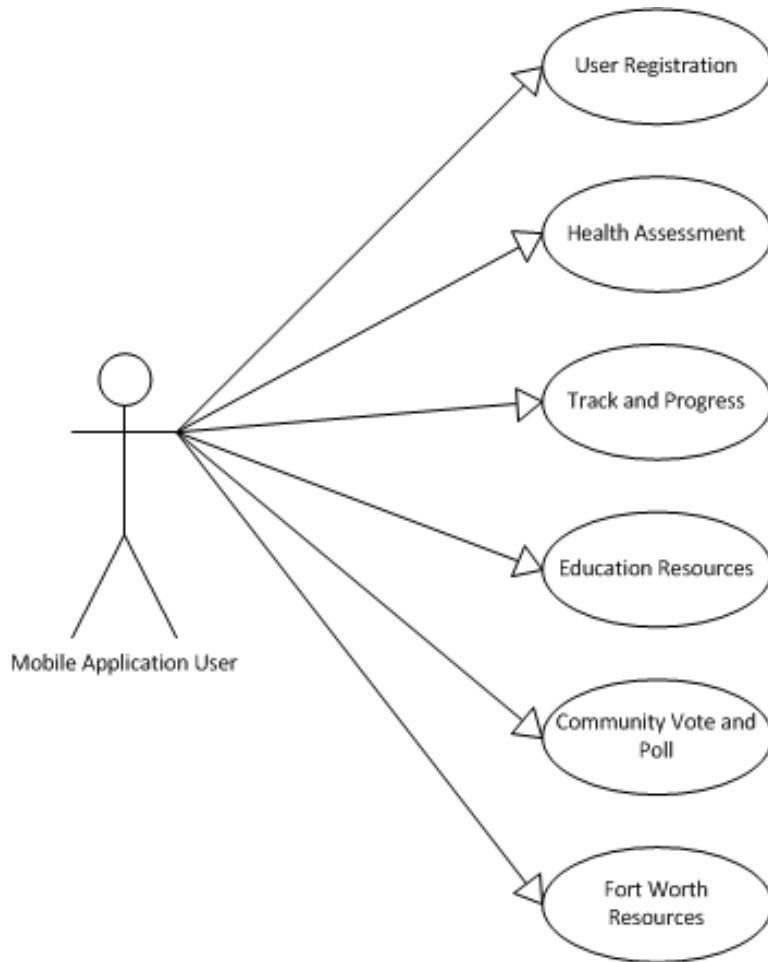 User Registration
Health Assessment
Track and Progress
Education Resources
Mobile Application User
Community Vote and
Poll
Fort Worth
Resources